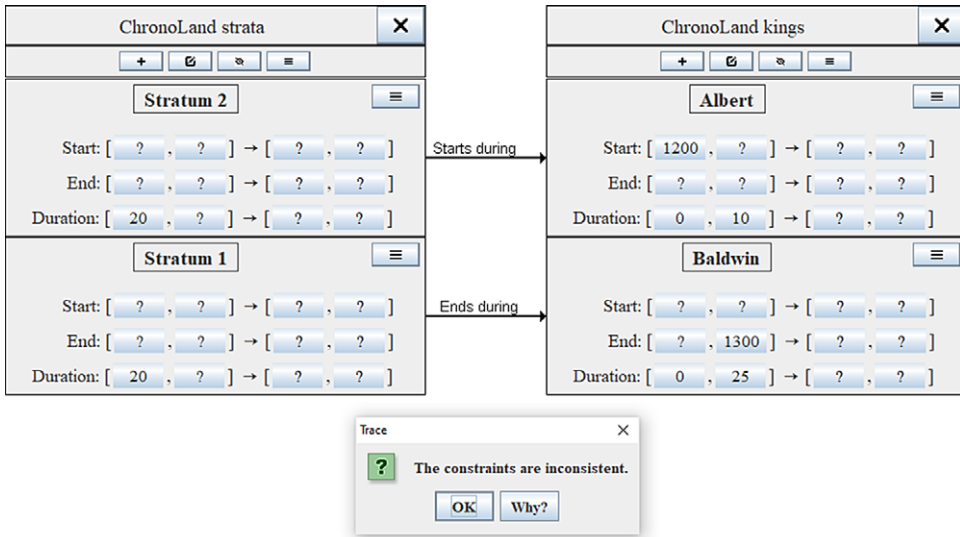 ChronoLand strata
ChronoLand kings
Stratum 2
Start: [ ? , ? ] → [ ? , ? ]
End: [ ? , ? ] → [ ? , ? ]
Duration: [ 20 , ? ] → [ ? , ? ]
Starts during
Albert
Start: [ 1200 , ? ] → [ ? , ? ]
End: [ ? , ? ] → [ ? , ? ]
Duration: [ 0 , 10 ] → [ ? , ? ]
Stratum 1
Start: [ ? , ? ] → [ ? , ? ]
End: [ ? , ? ] → [ ? , ? ]
Duration: [ 20 , ? ] → [ ? , ? ]
Ends during
Baldwin
Start: [ ? , ? ] → [ ? , ? ]
End: [ ? , 1300 ] → [ ? , ? ]
Duration: [ 0 , 25 ] → [ ? , ? ]
Trace
? The constraints are inconsistent.
OK Why?